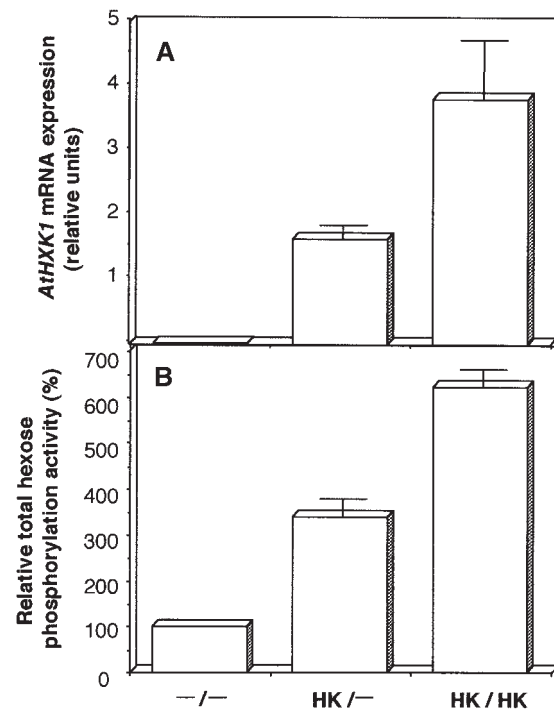 A
5
4
3
2
1
AtHXK1 mRNA expression
(relative units)
B
700
600
500
400
300
200
100
0
Relative total hexose
phosphorylation activity (%)
—/—
HK /—
HK / HK